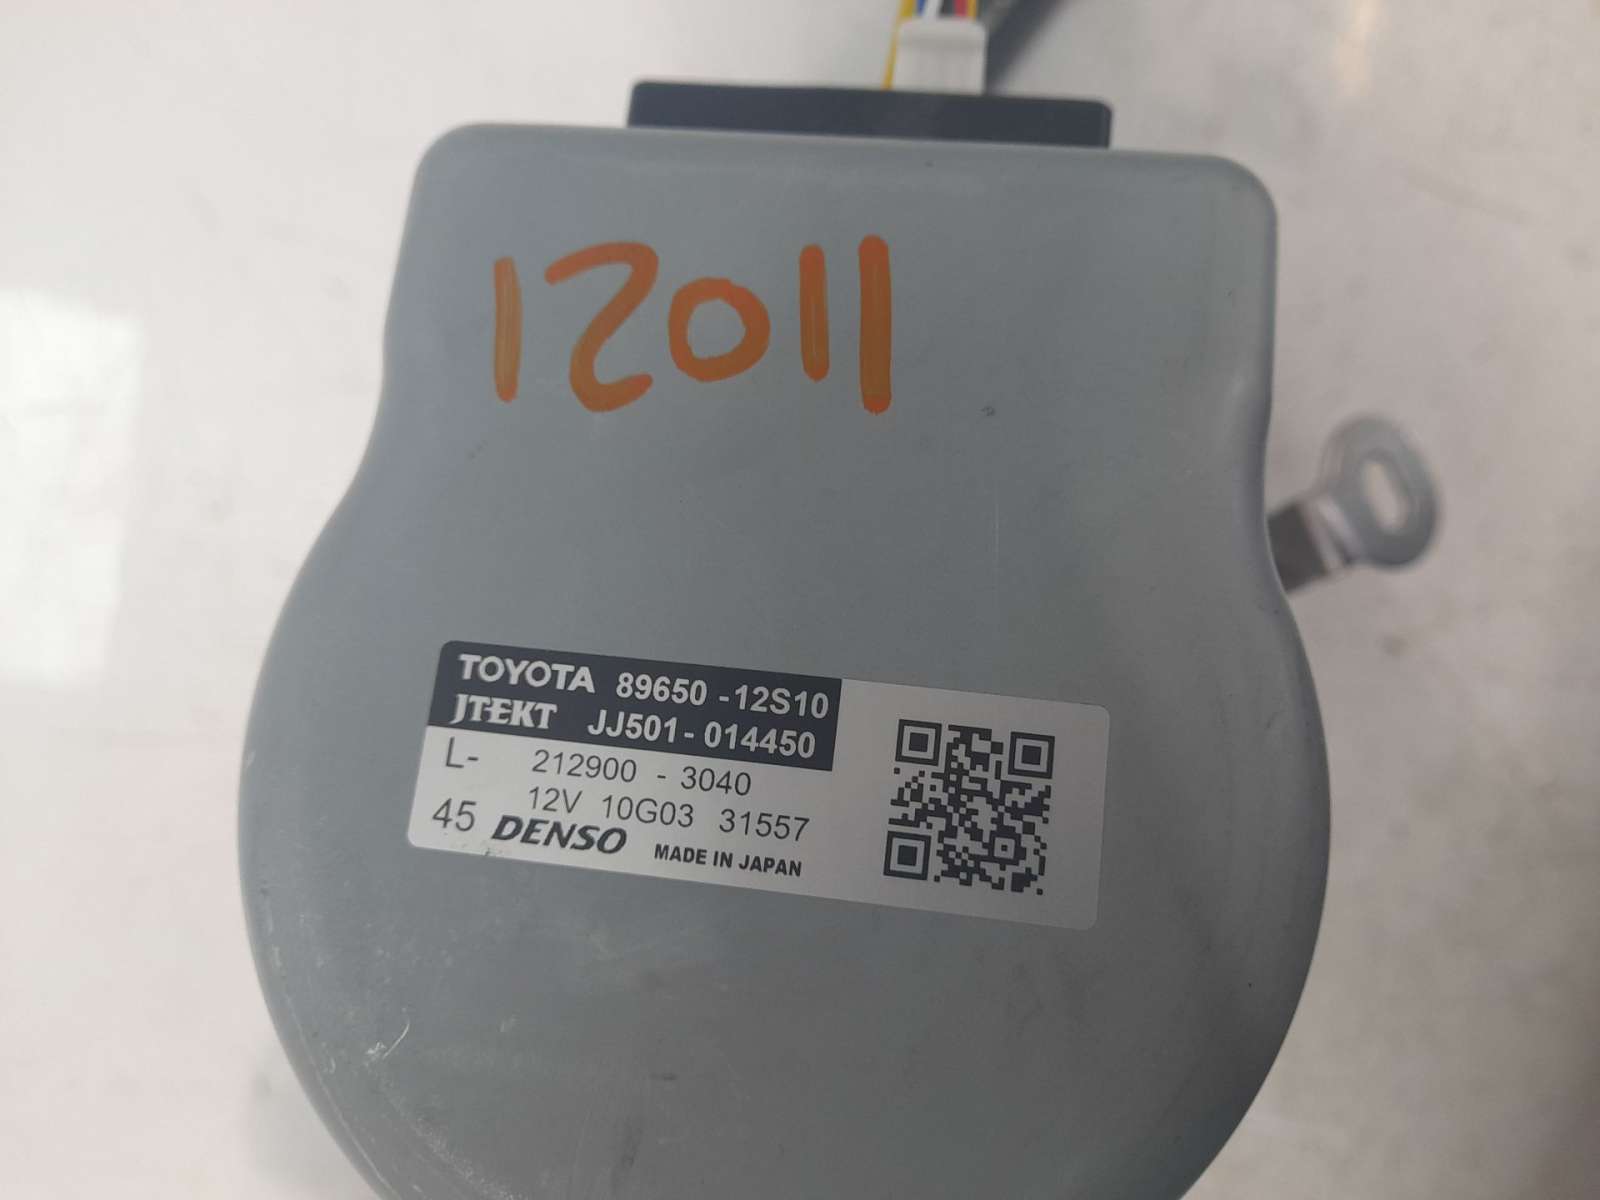 12011
TOYOTA 89650-12S10
JTEKT JJ501-014450
L- 212900-3040
12V 10G03 31557
45 DENSO MADE IN JAPAN